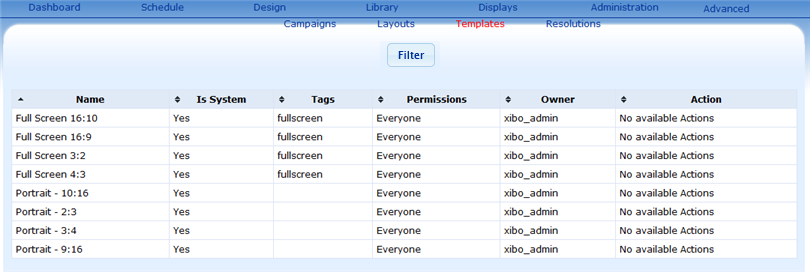 Dashboard Schedule Design Library Displays Administration Advanced
Campaigns Layouts Templates Resolutions
Filter
Name Is System Tags Permissions Owner Action
Full Screen 16:10 Yes fullscreen Everyone xibo_admin No available Actions
Full Screen 16:9 Yes fullscreen Everyone xibo_admin No available Actions
Full Screen 3:2 Yes fullscreen Everyone xibo_admin No available Actions
Full Screen 4:3 Yes fullscreen Everyone xibo_admin No available Actions
Portrait - 10:16 Yes Everyone xibo_admin No available Actions
Portrait - 2:3 Yes Everyone xibo_admin No available Actions
Portrait - 3:4 Yes Everyone xibo_admin No available Actions
Portrait - 9:16 Yes Everyone xibo_admin No available Actions